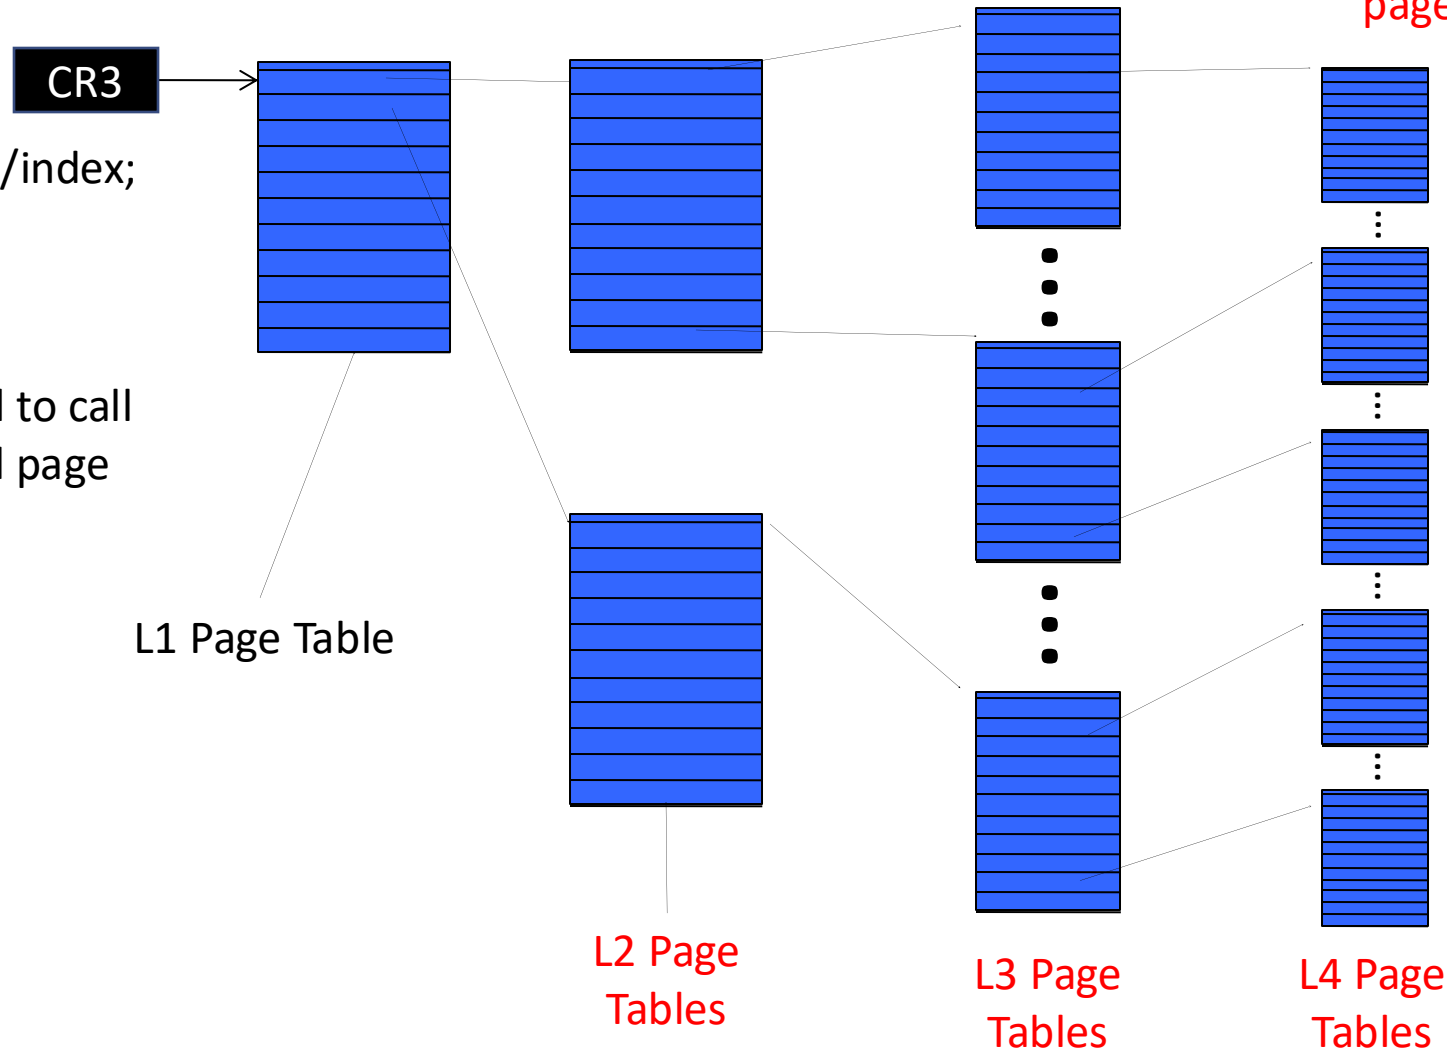 page
CR3
/index;
l to call
l page
L1 Page Table
L2 Page
Tables
L3 Page
Tables
L4 Page
Tables